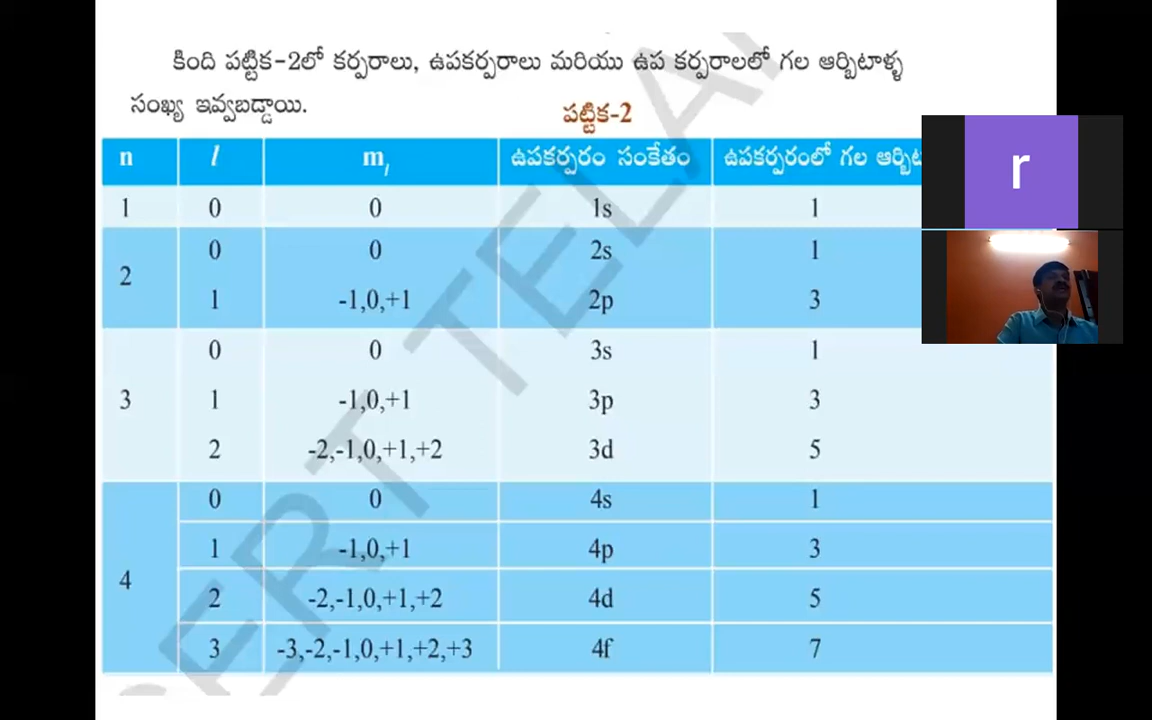 కింది పట్టిక-2లో కర్పరాలు, ఉపకర్పరాలు మరియు ఉప కర్పరాలలో గల ఆర్బిటాళ్ళ
సంఖ్య ఇవ్వబడ్డాయి.
పట్టిక-2
n l mₗ ఉపకర్పరం సంకేతం ఉపకర్పరంలో గల
1 0 0 1s 1
2 0 0 2s 1
1 -1,0,+1 2p 3
3 0 0 3s 1
1 -1,0,+1 3p 3
2 -2,-1,0,+1,+2 3d 5
4 0 0 4s 1
1 -1,0,+1 4p 3
2 -2,-1,0,+1,+2 4d 5
3 -3,-2,-1,0,+1,+2,+3 4f 7
r